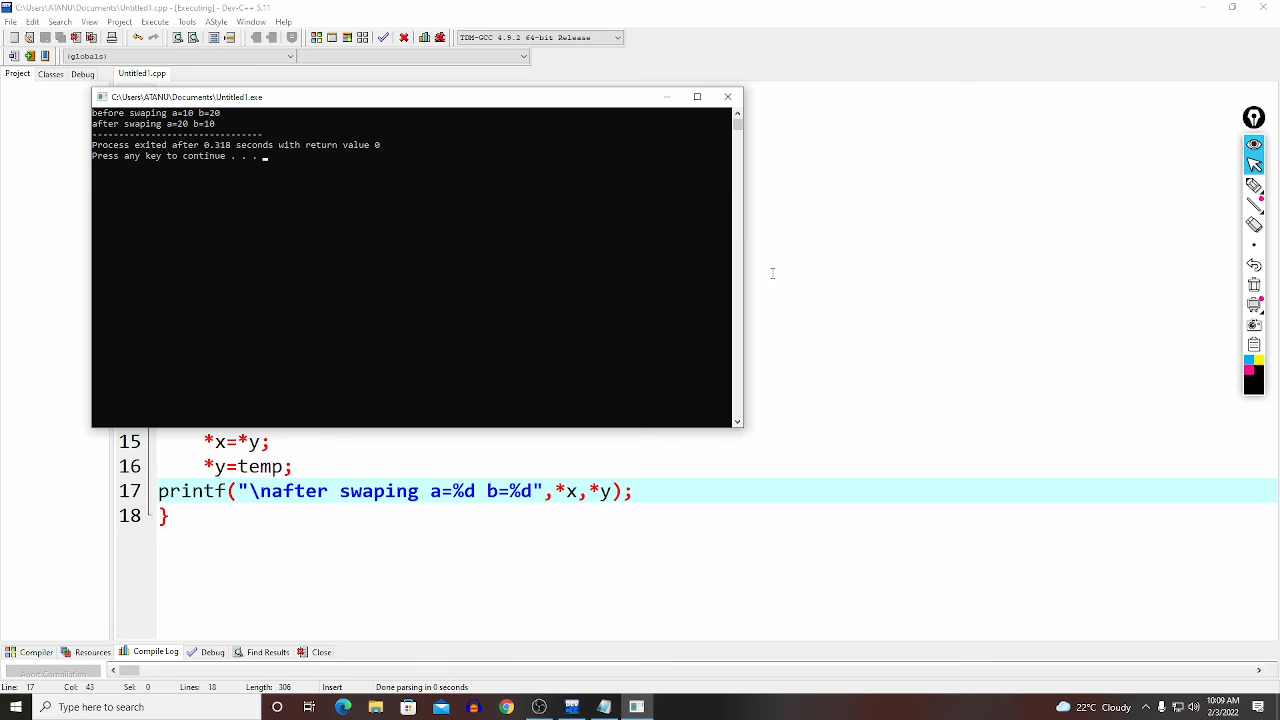 C:\Users\ATANU\Documents\Untitled1.cpp - [Executing] - Dev-C++ 5.11
File Edit Search View Project Execute Tools AStyle Window Help
TDM-GCC 4.9.2 64-bit Release
(globals)
Project Classes Debug Untitled1.cpp
C:\Users\ATANU\Documents\Untitled1.exe
before swaping a=10 b=20
after swaping a=20 b=10
--------------------------------
Process exited after 0.318 seconds with return value 0
Press any key to continue . . .
15 *x=*y;
16 *y=temp;
17 printf("\nafter swaping a=%d b=%d",*x,*y);
18 }
Compiler Resources Compile Log Debug Find Results Close
Abort Compilation
Line: 17 Col: 43 Sel: 0 Lines: 18 Length: 306 Insert Done parsing in 0 seconds
Type here to search
DEV
22°C Cloudy
10:09 AM
2/3/2022